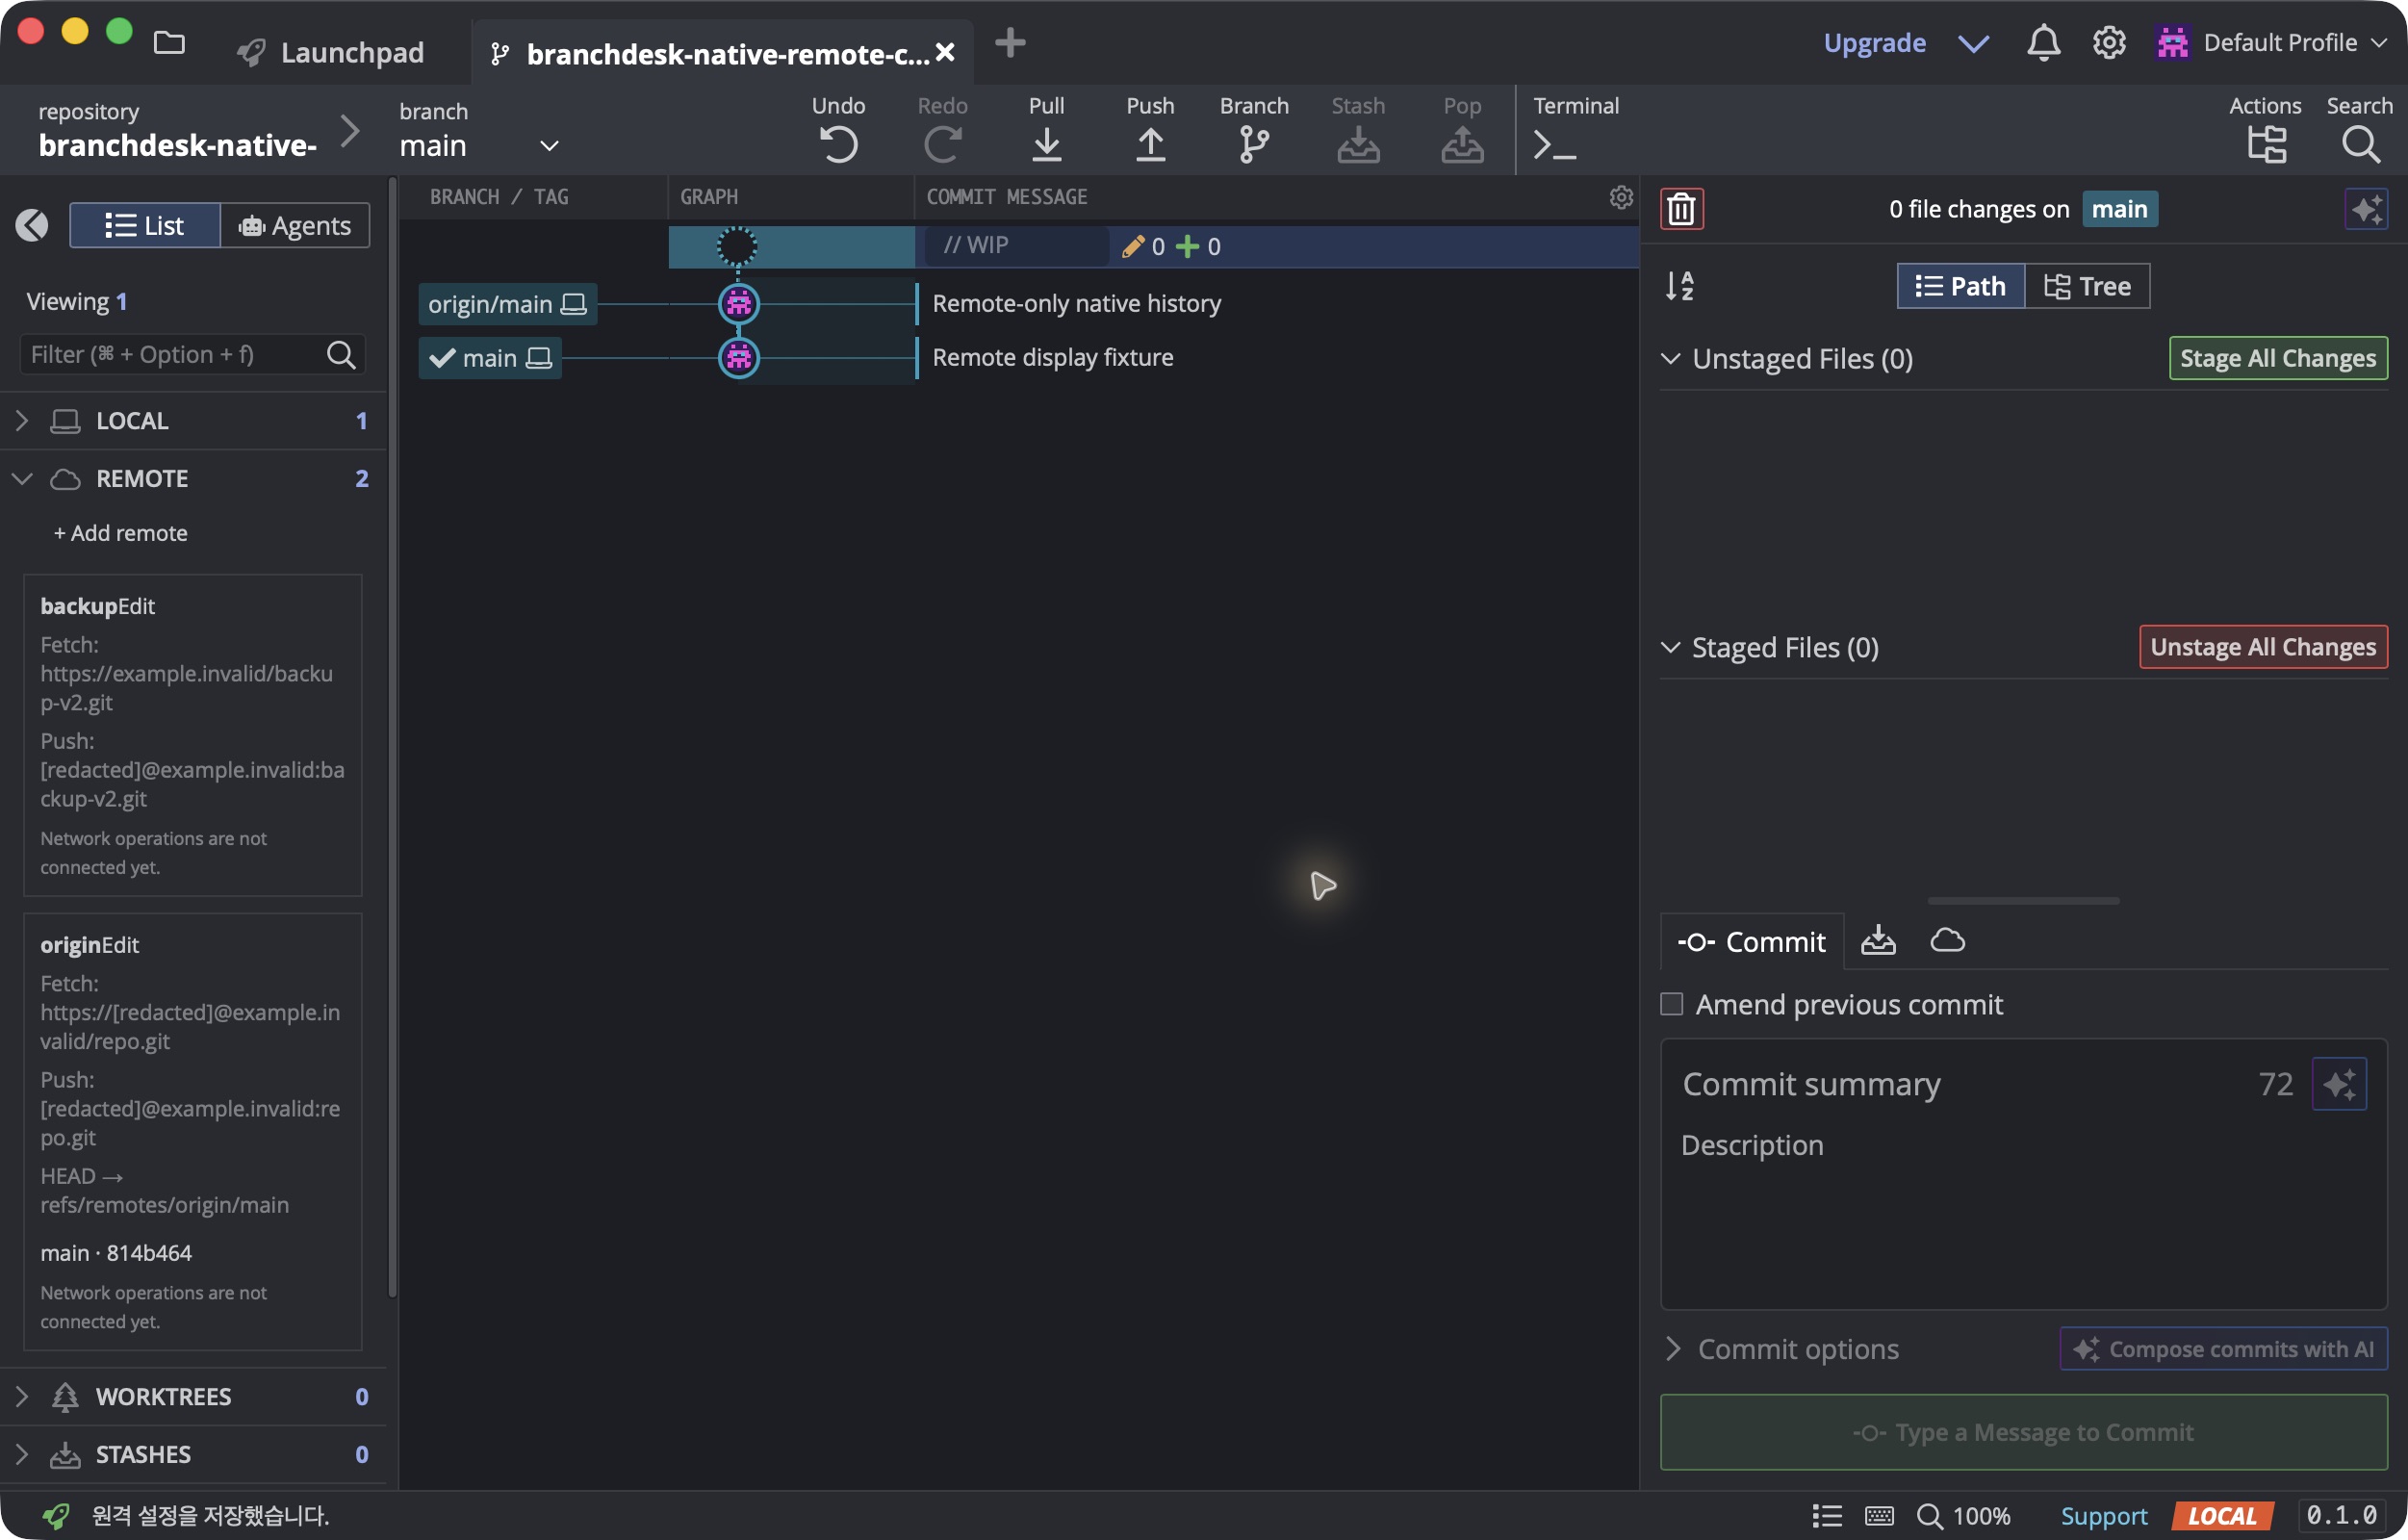 Launchpad
branchdesk-native-remote-c...
Upgrade
Default Profile
repository
branchdesk-native-
branch
main
Undo
Redo
Pull
Push
Branch
Stash
Pop
Terminal
Actions
Search
List
Agents
Viewing 1
Filter (⌘ + Option + f)
LOCAL 1
REMOTE 2
+ Add remote
backupEdit
Fetch:
https://example.invalid/backu
p-v2.git
Push:
[redacted]@example.invalid:ba
ckup-v2.git
Network operations are not
connected yet.
originEdit
Fetch:
https://[redacted]@example.in
valid/repo.git
Push:
[redacted]@example.invalid:re
po.git
HEAD →
refs/remotes/origin/main
main · 814b464
Network operations are not
connected yet.
WORKTREES 0
STASHES 0
BRANCH / TAG
GRAPH
COMMIT MESSAGE
// WIP 0 0
origin/main Remote-only native history
main Remote display fixture
0 file changes on main
Path
Tree
Unstaged Files (0)
Stage All Changes
Staged Files (0)
Unstage All Changes
Commit
Amend previous commit
Commit summary 72
Description
Commit options
Compose commits with AI
Type a Message to Commit
원격 설정을 저장했습니다.
100%
Support
LOCAL
0.1.0